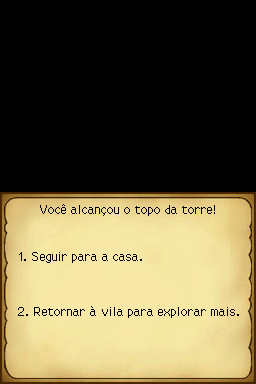 Você alcançou o topo da torre!
1. Seguir para a casa.
2. Retornar à vila para explorar mais.